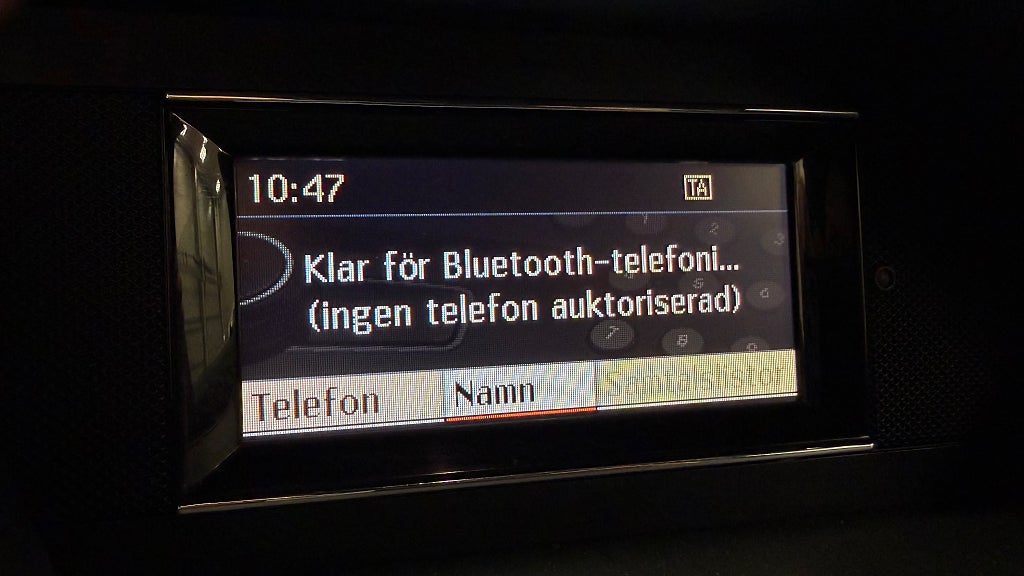 10:47
TA
Klar för Bluetooth-telefoni...
(ingen telefon auktoriserad)
Telefon
Namn
Samtalslistor